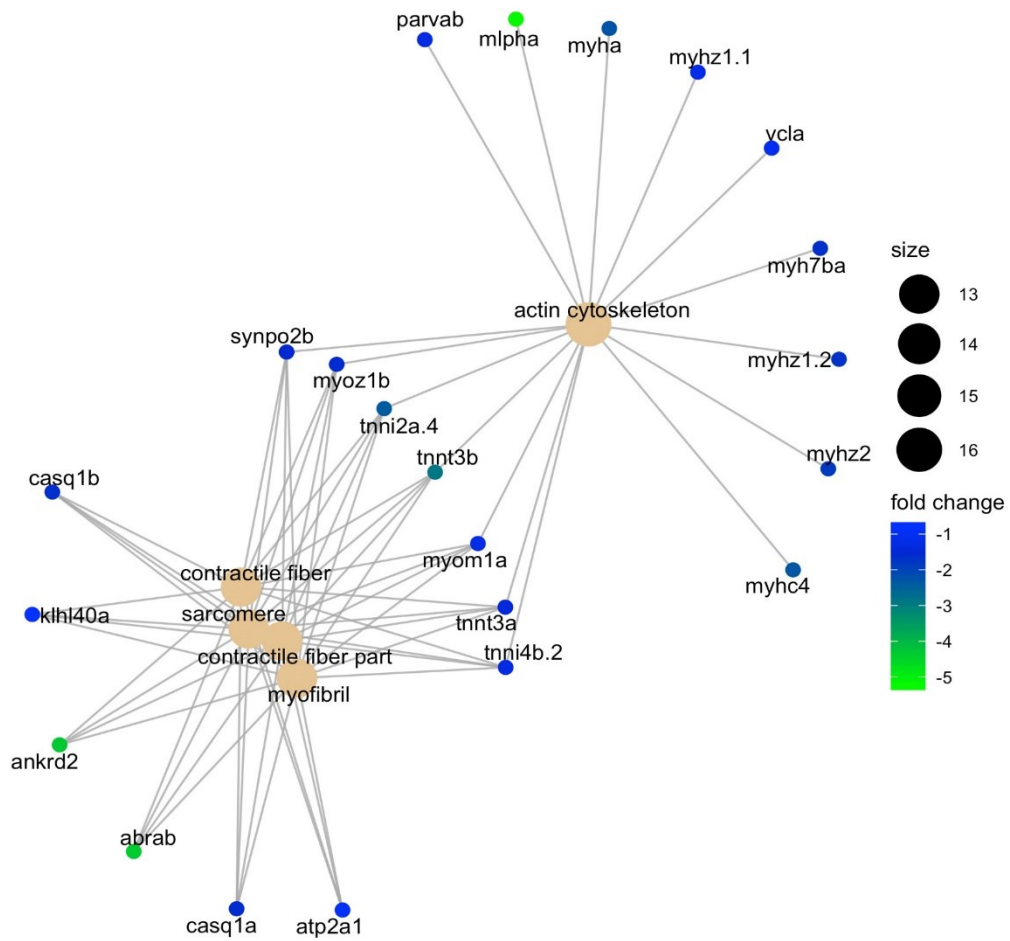 parvab
mlpha
myha
myhz1.1
vcla
myh7ba
size
13
actin cytoskeleton
14
synpo2b
myoz1b
myhz1.2
15
tnni2a.4
16
tnnt3b
myhz2
casq1b
fold change
-1
myom1a
-2
contractile fiber
myhc4
klhl40a
sarcomere
tnnt3a
-3
contractile fiber part
tnni4b.2
-4
myofibril
-5
ankrd2
abrab
casq1a
atp2a1